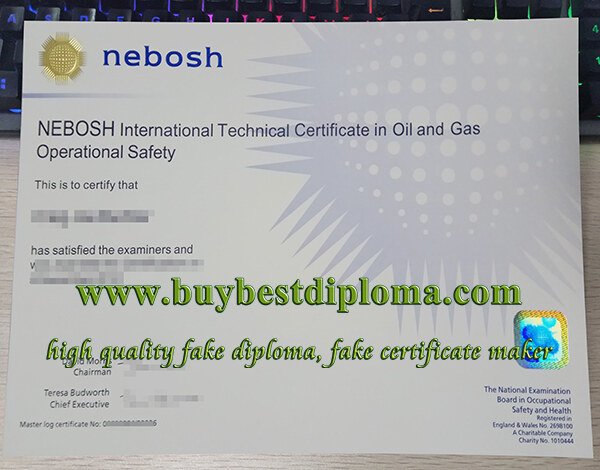 nebosh
NEBOSH International Technical Certificate in Oil and Gas
Operational Safety
This is to certify that
has satisfied the examiners and
www.buybestdiploma.com
high quality fake diploma, fake certificate maker
Chairman
Teresa Budworth
Chief Executive
Master log certificate No:
The National Examination
Board in Occupational
Safety and Health
Registered in
England & Wales No. 2698100
A Charitable Company
Charity No. 1010444